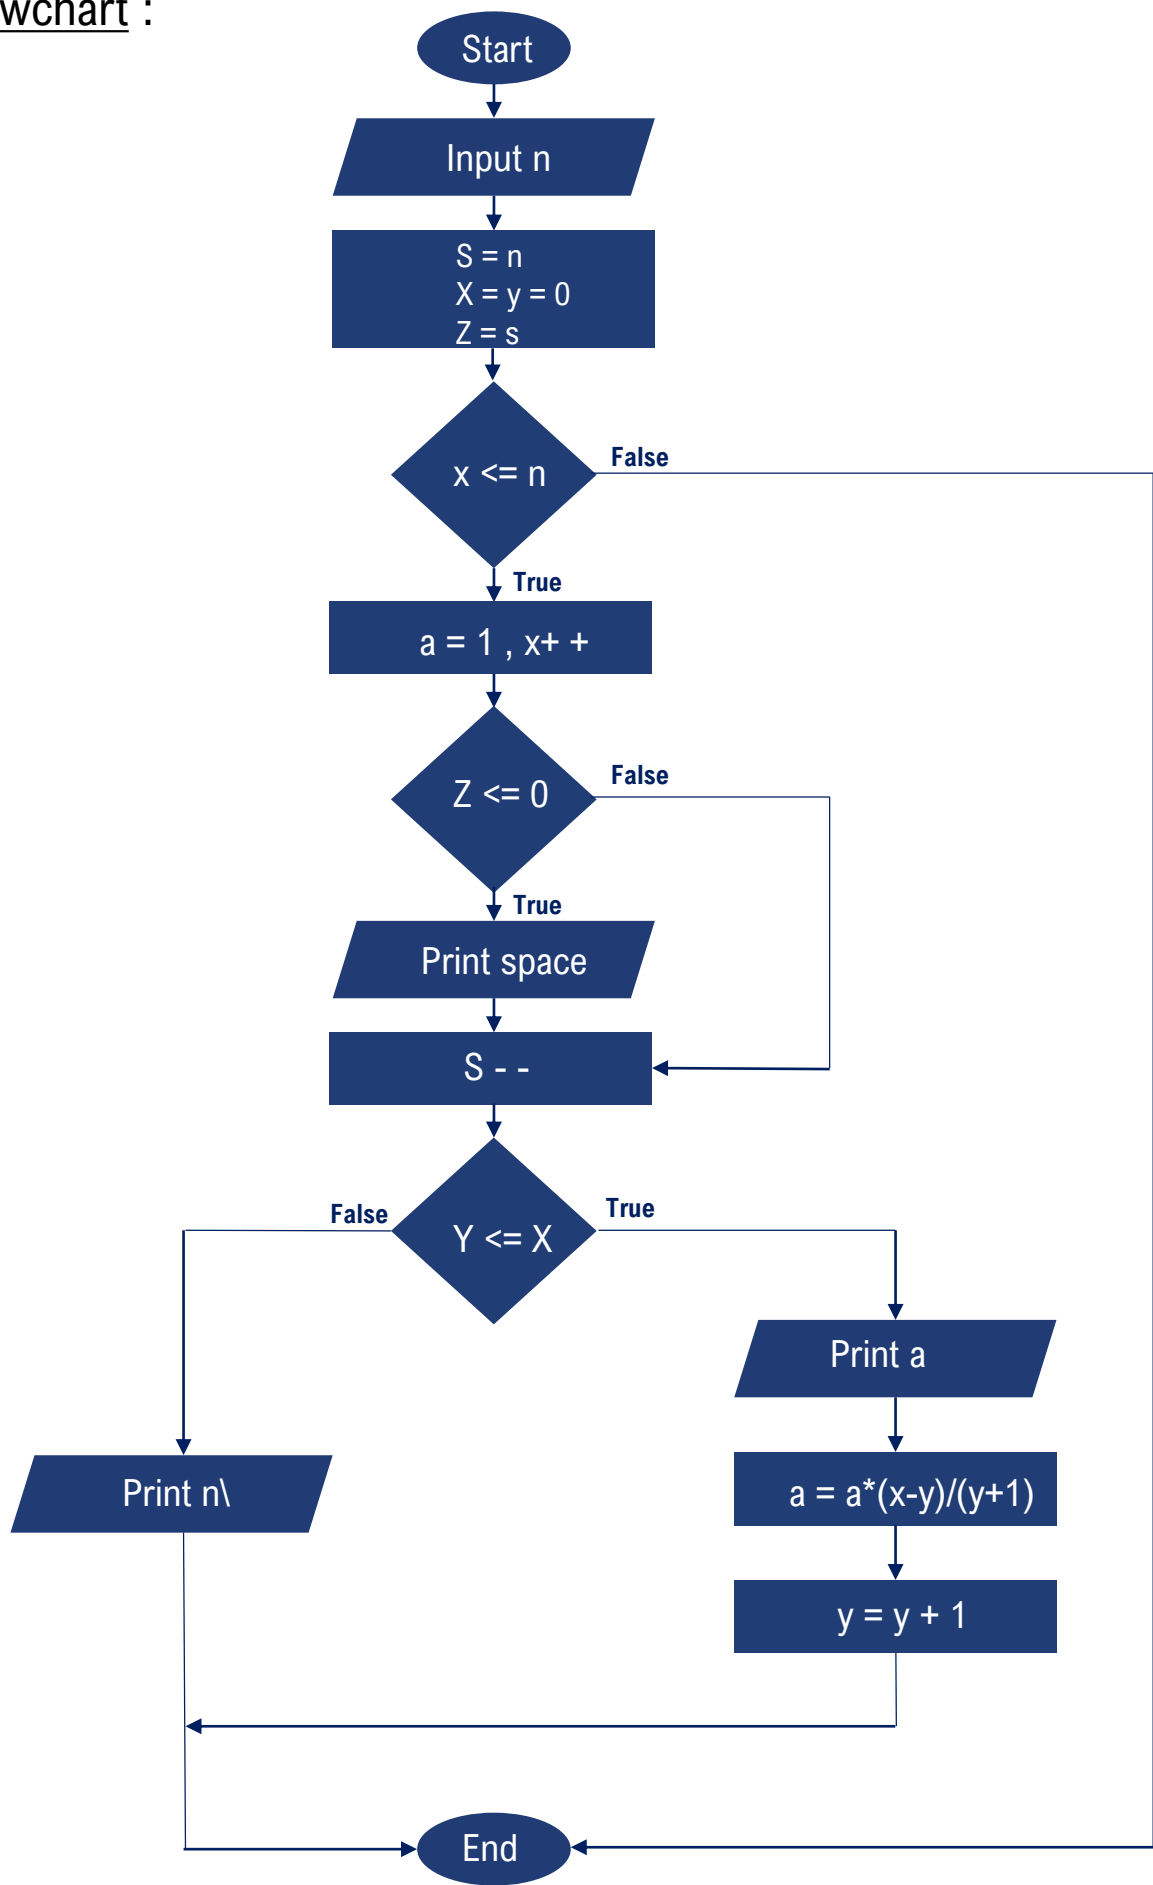 wchart :
Start
Input n
S = n
X = y = 0
Z = s
x <= n
False
True
a = 1 , x+ +
Z <= 0
False
True
Print space
S - -
Y <= X
False
True
Print a
Print n\
a = a*(x-y)/(y+1)
y = y + 1
End